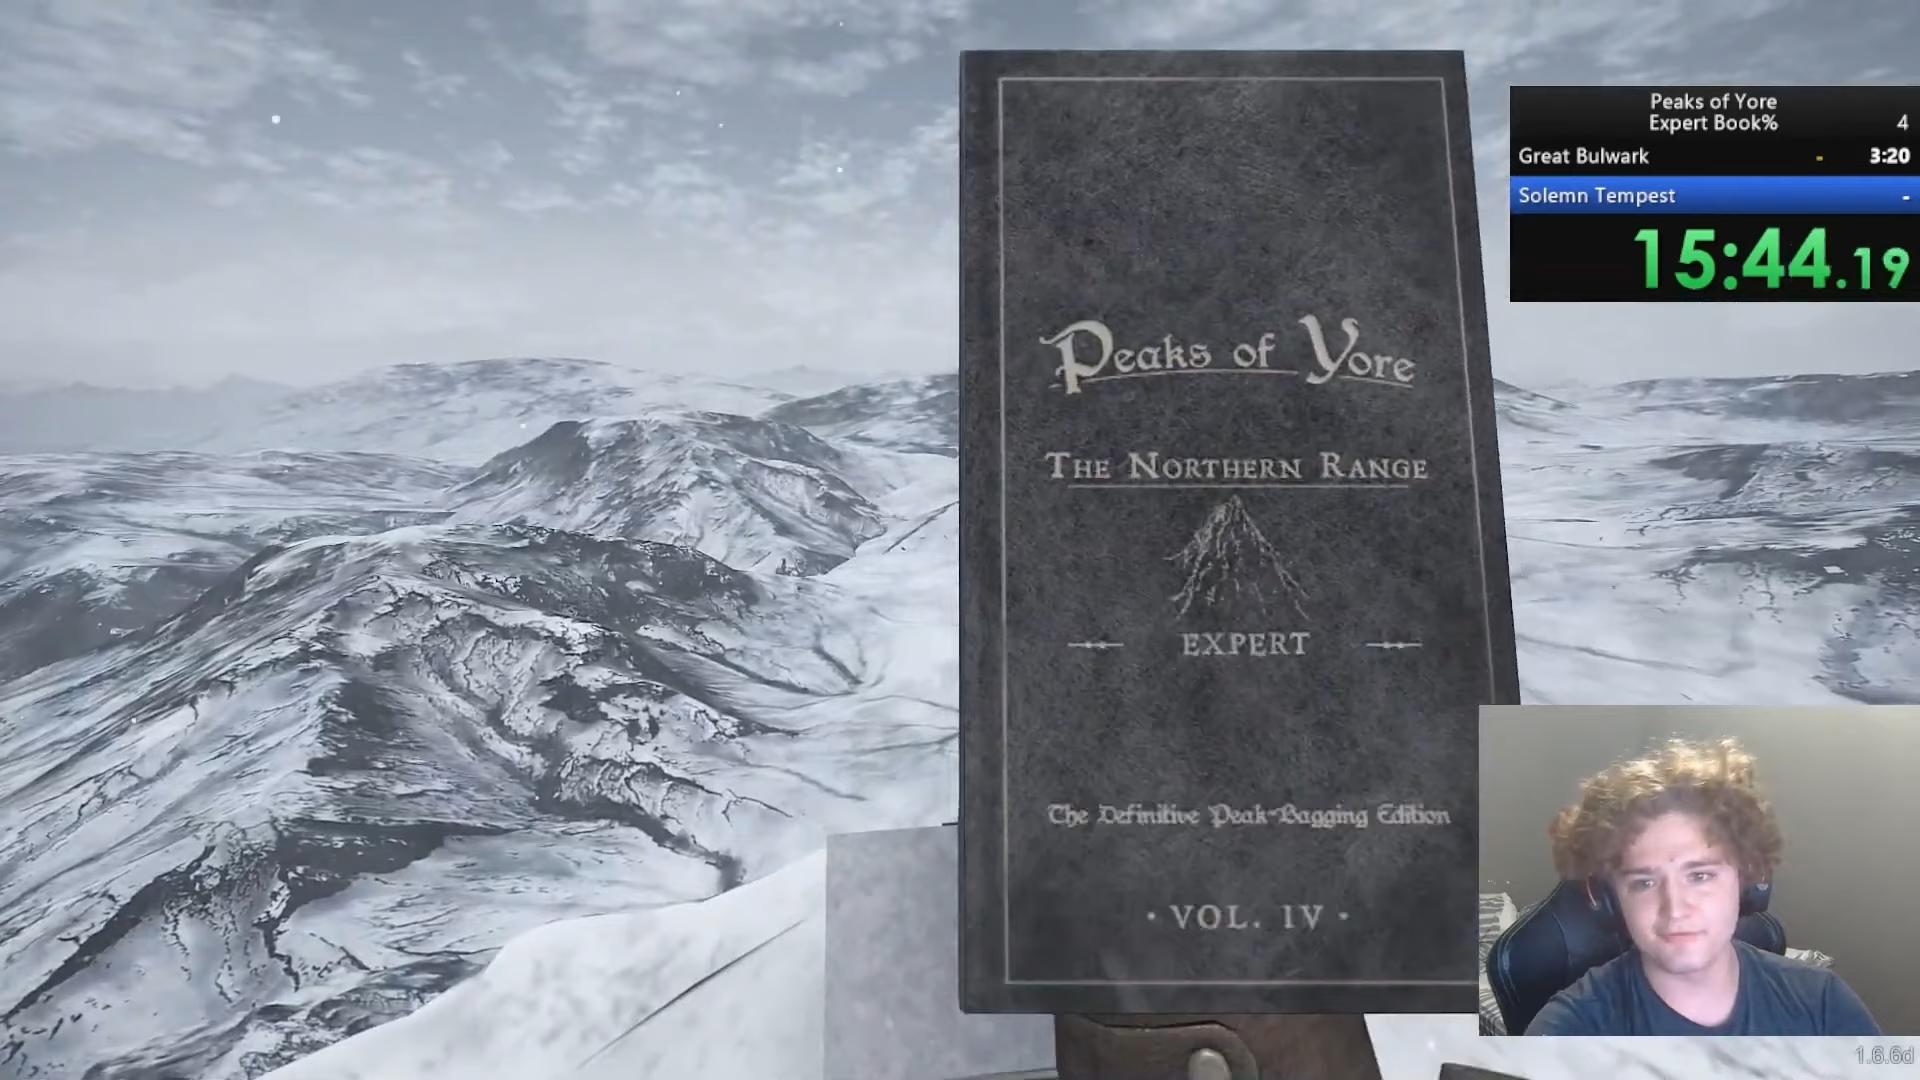 Peaks of Yore
The Northern Range
EXPERT
The Definitive Peak-Bagging Edition
· VOL. IV ·
Peaks of Yore
Expert Book% 4
Great Bulwark - 3:20
Solemn Tempest -
15:44.19
1.6.6d